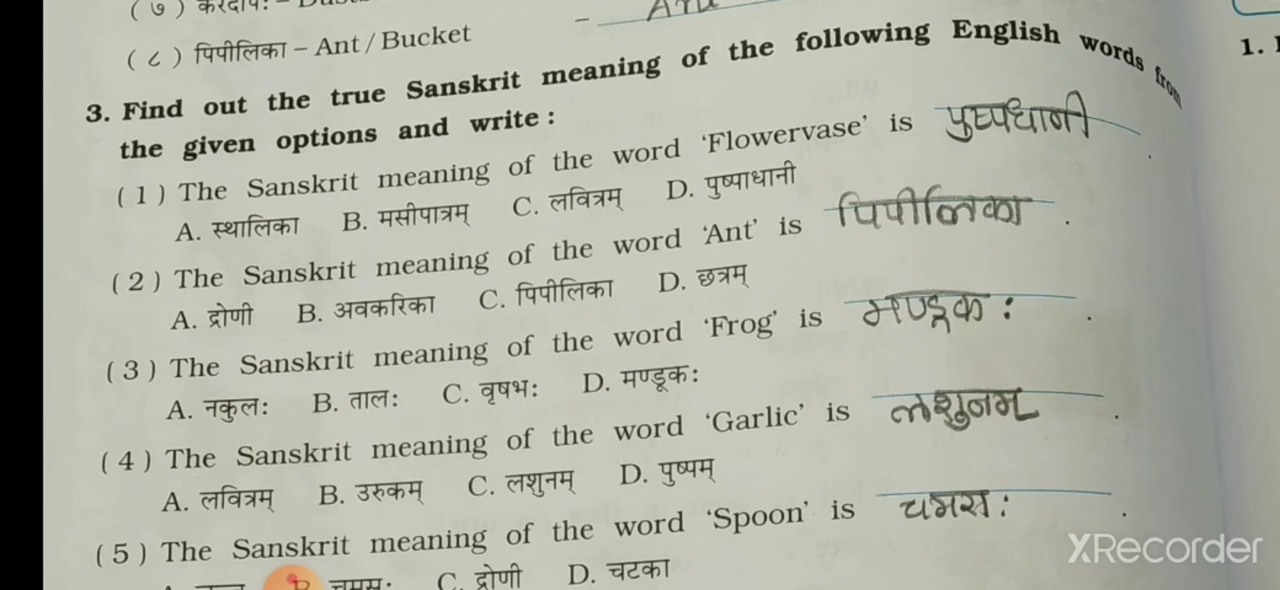 ( ७ ) करदीपः –
( ८ ) पिपीलिका – Ant / Bucket –
3. Find out the true Sanskrit meaning of the following English words from
the given options and write :
( 1 ) The Sanskrit meaning of the word ‘Flowervase’ is पुष्पधानी .
A. स्थालिका B. मसीपात्रम् C. लवित्रम् D. पुष्पाधानी
( 2 ) The Sanskrit meaning of the word ‘Ant’ is पिपीलिका .
A. द्रोणी B. अवकरिका C. पिपीलिका D. छत्रम्
( 3 ) The Sanskrit meaning of the word ‘Frog’ is मण्डूकः .
A. नकुलः B. तालः C. वृषभः D. मण्डूकः
( 4 ) The Sanskrit meaning of the word ‘Garlic’ is लशुनम् .
A. लवित्रम् B. उरुकम् C. लशुनम् D. पुष्पम्
( 5 ) The Sanskrit meaning of the word ‘Spoon’ is चमसः .
B. चमसः C. द्रोणी D. चटका
1.
XRecorder